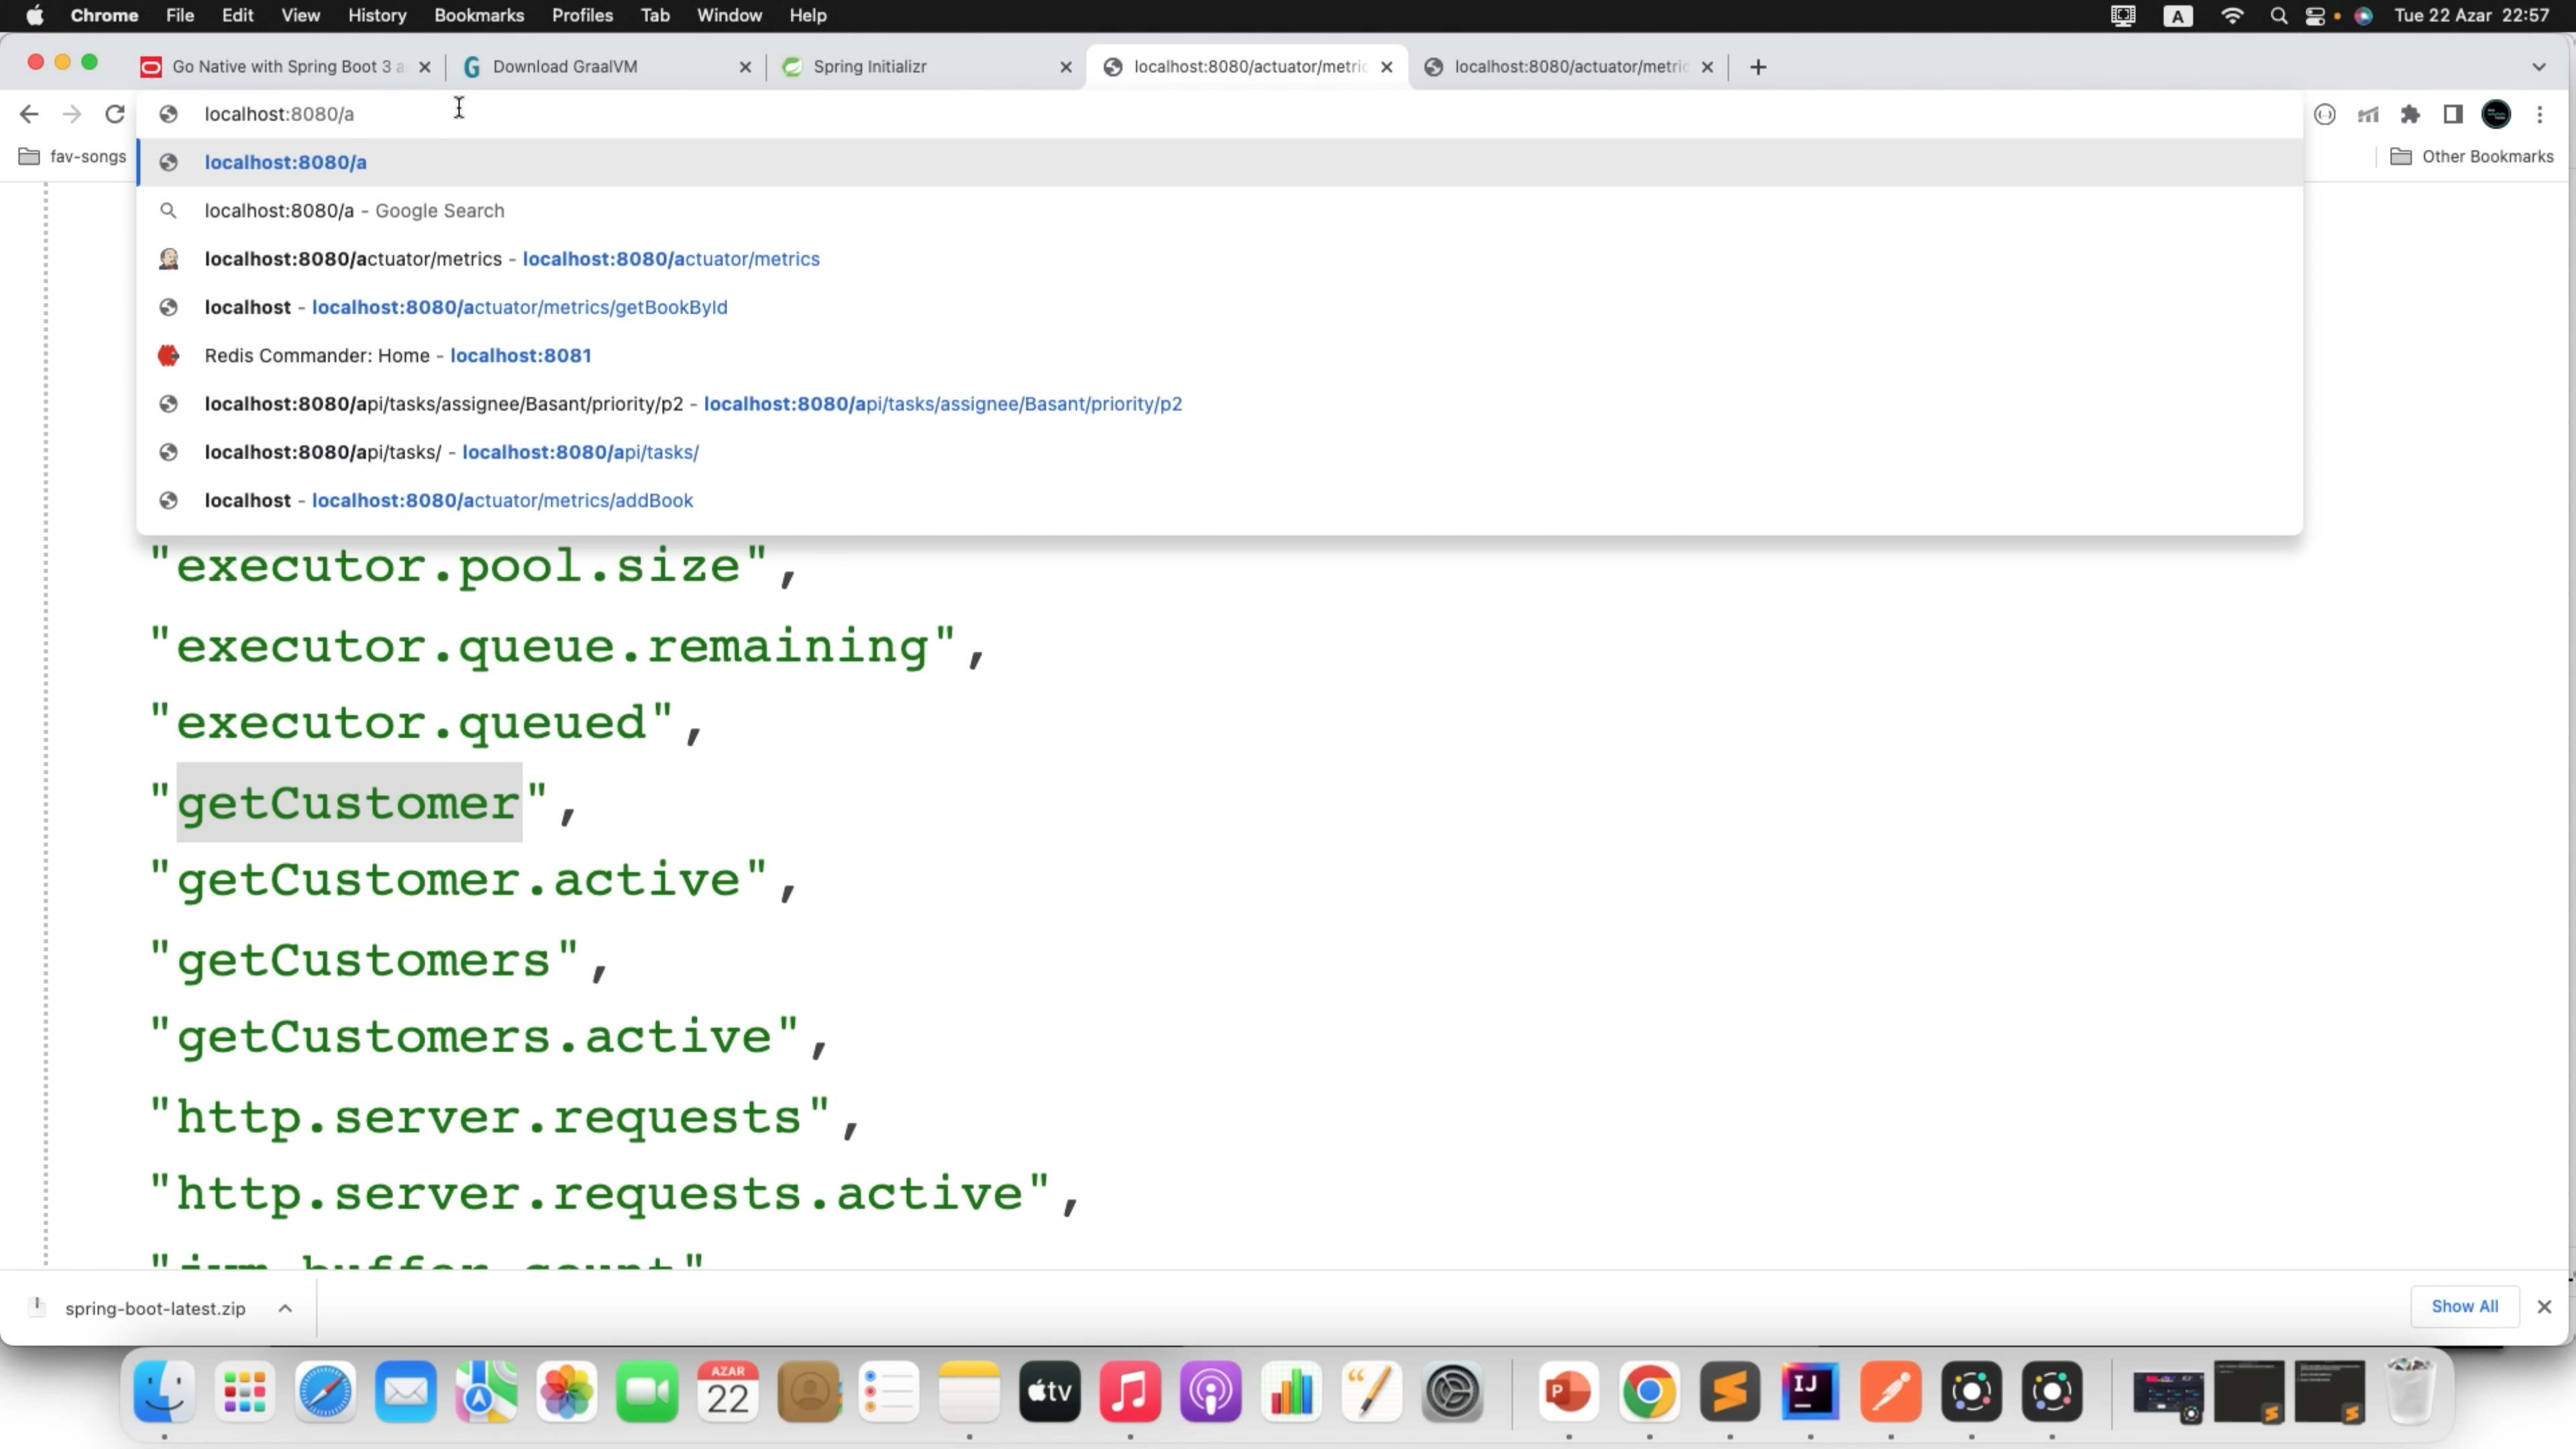 Chrome File Edit View History Bookmarks Profiles Tab Window Help A Tue 22 Azar 22:57
Go Native with Spring Boot 3 a Download GraalVM Spring Initializr localhost:8080/actuator/metric localhost:8080/actuator/metric
localhost:8080/a
fav-songs Other Bookmarks
localhost:8080/a
localhost:8080/a - Google Search
localhost:8080/actuator/metrics - localhost:8080/actuator/metrics
localhost - localhost:8080/actuator/metrics/getBookById
Redis Commander: Home - localhost:8081
localhost:8080/api/tasks/assignee/Basant/priority/p2 - localhost:8080/api/tasks/assignee/Basant/priority/p2
localhost:8080/api/tasks/ - localhost:8080/api/tasks/
localhost - localhost:8080/actuator/metrics/addBook
"executor.pool.size",
"executor.queue.remaining",
"executor.queued",
"getCustomer",
"getCustomer.active",
"getCustomers",
"getCustomers.active",
"http.server.requests",
"http.server.requests.active",
"jvm.buffer.count"
spring-boot-latest.zip Show All
AZAR
22
tv
P
IJ